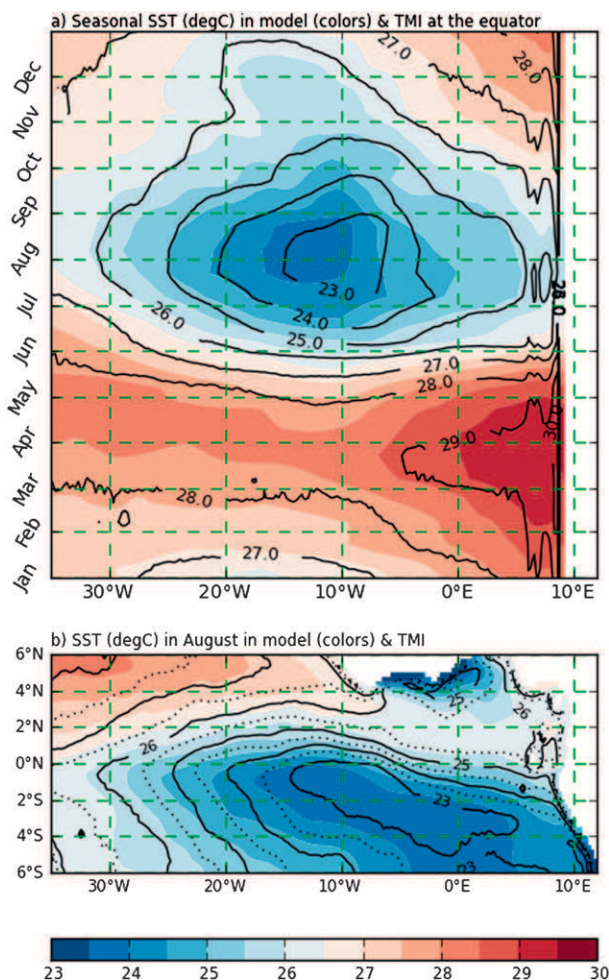 a) Seasonal SST (degC) in model (colors) & TMI at the equator
27.0
28.0
Dec
Nov
Oct
Sep
Aug
23.0
28.0
Jul
26.0
24.0
25.0
Jun
27.0
May
28.0
30.0
29.0
Apr
Mar
28.0
Feb
27.0
Jan
30°W 20°W 10°W 0°E 10°E
b) SST (degC) in August in model (colors) & TMI
6°N
4°N
25 26
2°N
26
0°N
25
2°S
23
4°S
23
6°S
30°W 20°W 10°W 0°E 10°E
23 24 25 26 27 28 29 30